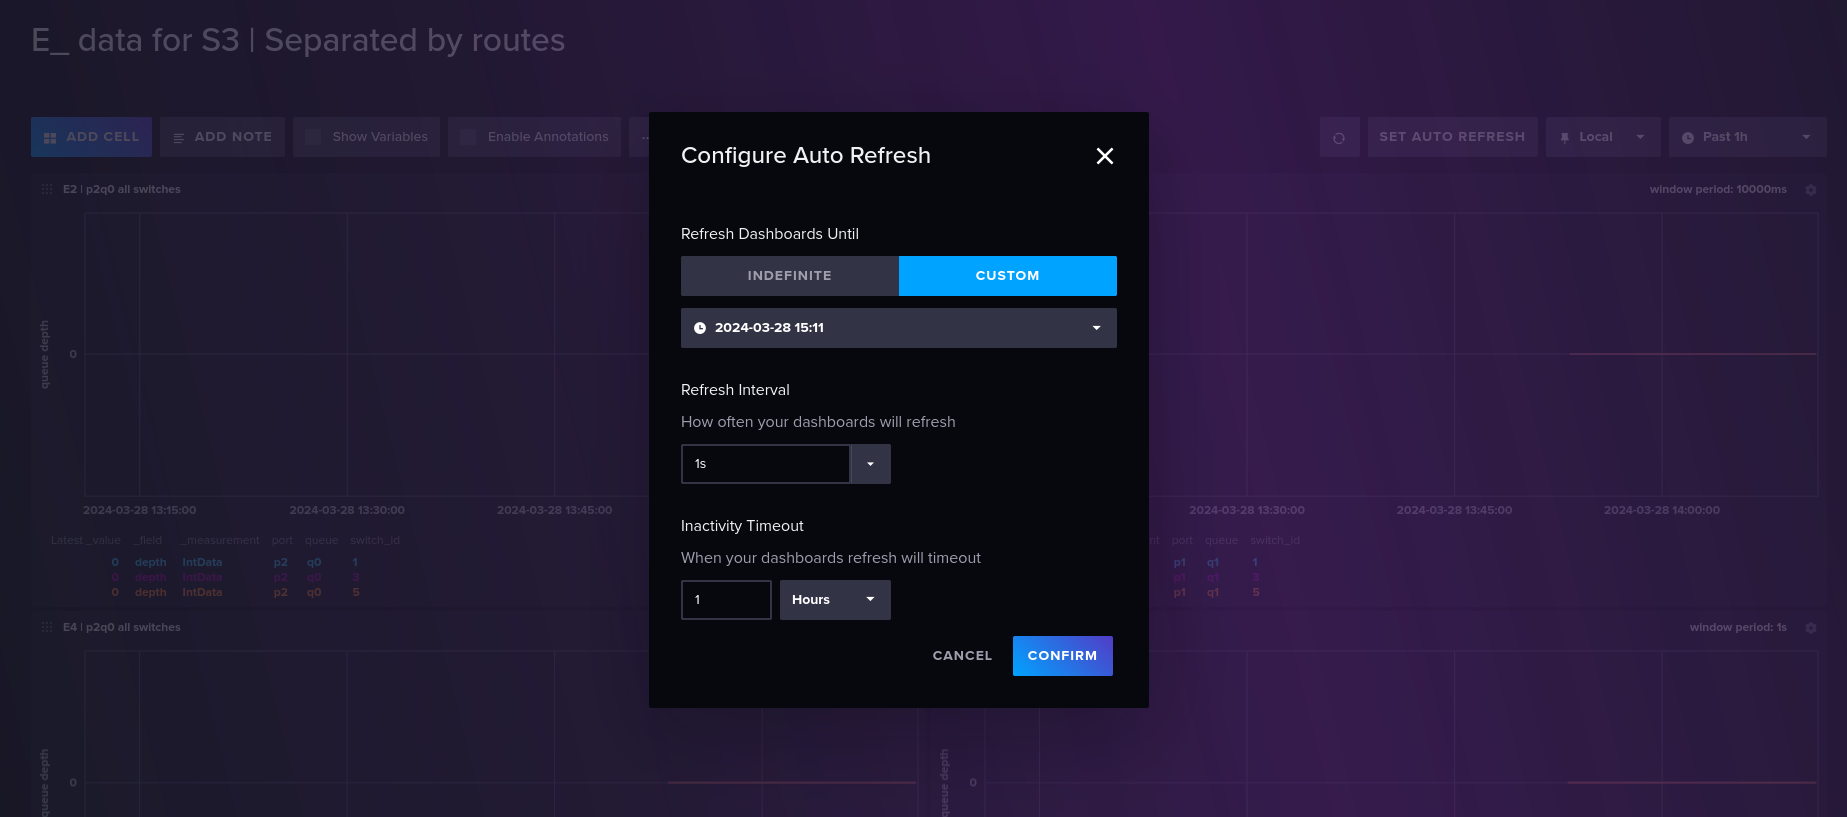 E_ data for S3 | Separated by routes
ADD CELL
ADD NOTE
Show Variables
Enable Annotations
SET AUTO REFRESH
Local
Past 1h
E2 | p2q0 all switches
window period: 10000ms
queue depth
0
2024-03-28 13:15:00
2024-03-28 13:30:00
2024-03-28 13:45:00
2024-03-28 13:30:00
2024-03-28 13:45:00
2024-03-28 14:00:00
Latest _value _field _measurement port queue switch_id
0 depth IntData p2 q0 1
0 depth IntData p2 q0 3
0 depth IntData p2 q0 5
nt port queue switch_id
p1 q1 1
p1 q1
p1 q1 5
Configure Auto Refresh
Refresh Dashboards Until
INDEFINITE
CUSTOM
2024-03-28 15:11
Refresh Interval
How often your dashboards will refresh
1s
Inactivity Timeout
When your dashboards refresh will timeout
1
Hours
CANCEL
CONFIRM
E4 | p2q0 all switches
window period: 1s
queue depth
0
queue depth
0